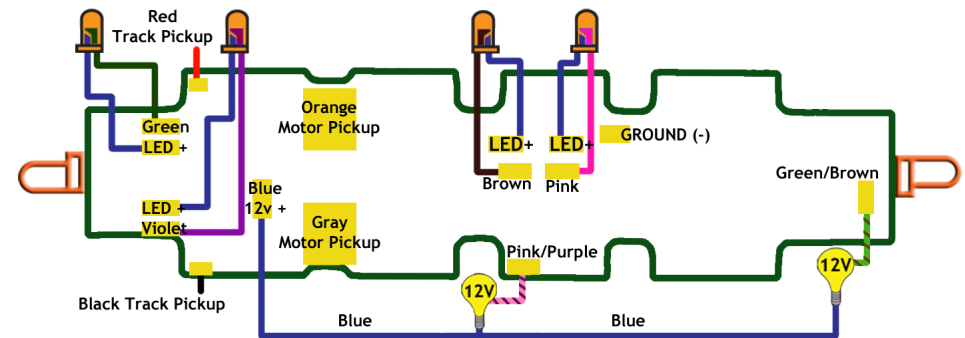 Red
Track Pickup
Orange
Motor Pickup
Green
LED +
LED+
LED+
GROUND (-)
Brown
Pink
Green/Brown
Blue
12v +
LED +
Violet
Gray
Motor Pickup
Pink/Purple
12V
12V
Black Track Pickup
Blue
Blue